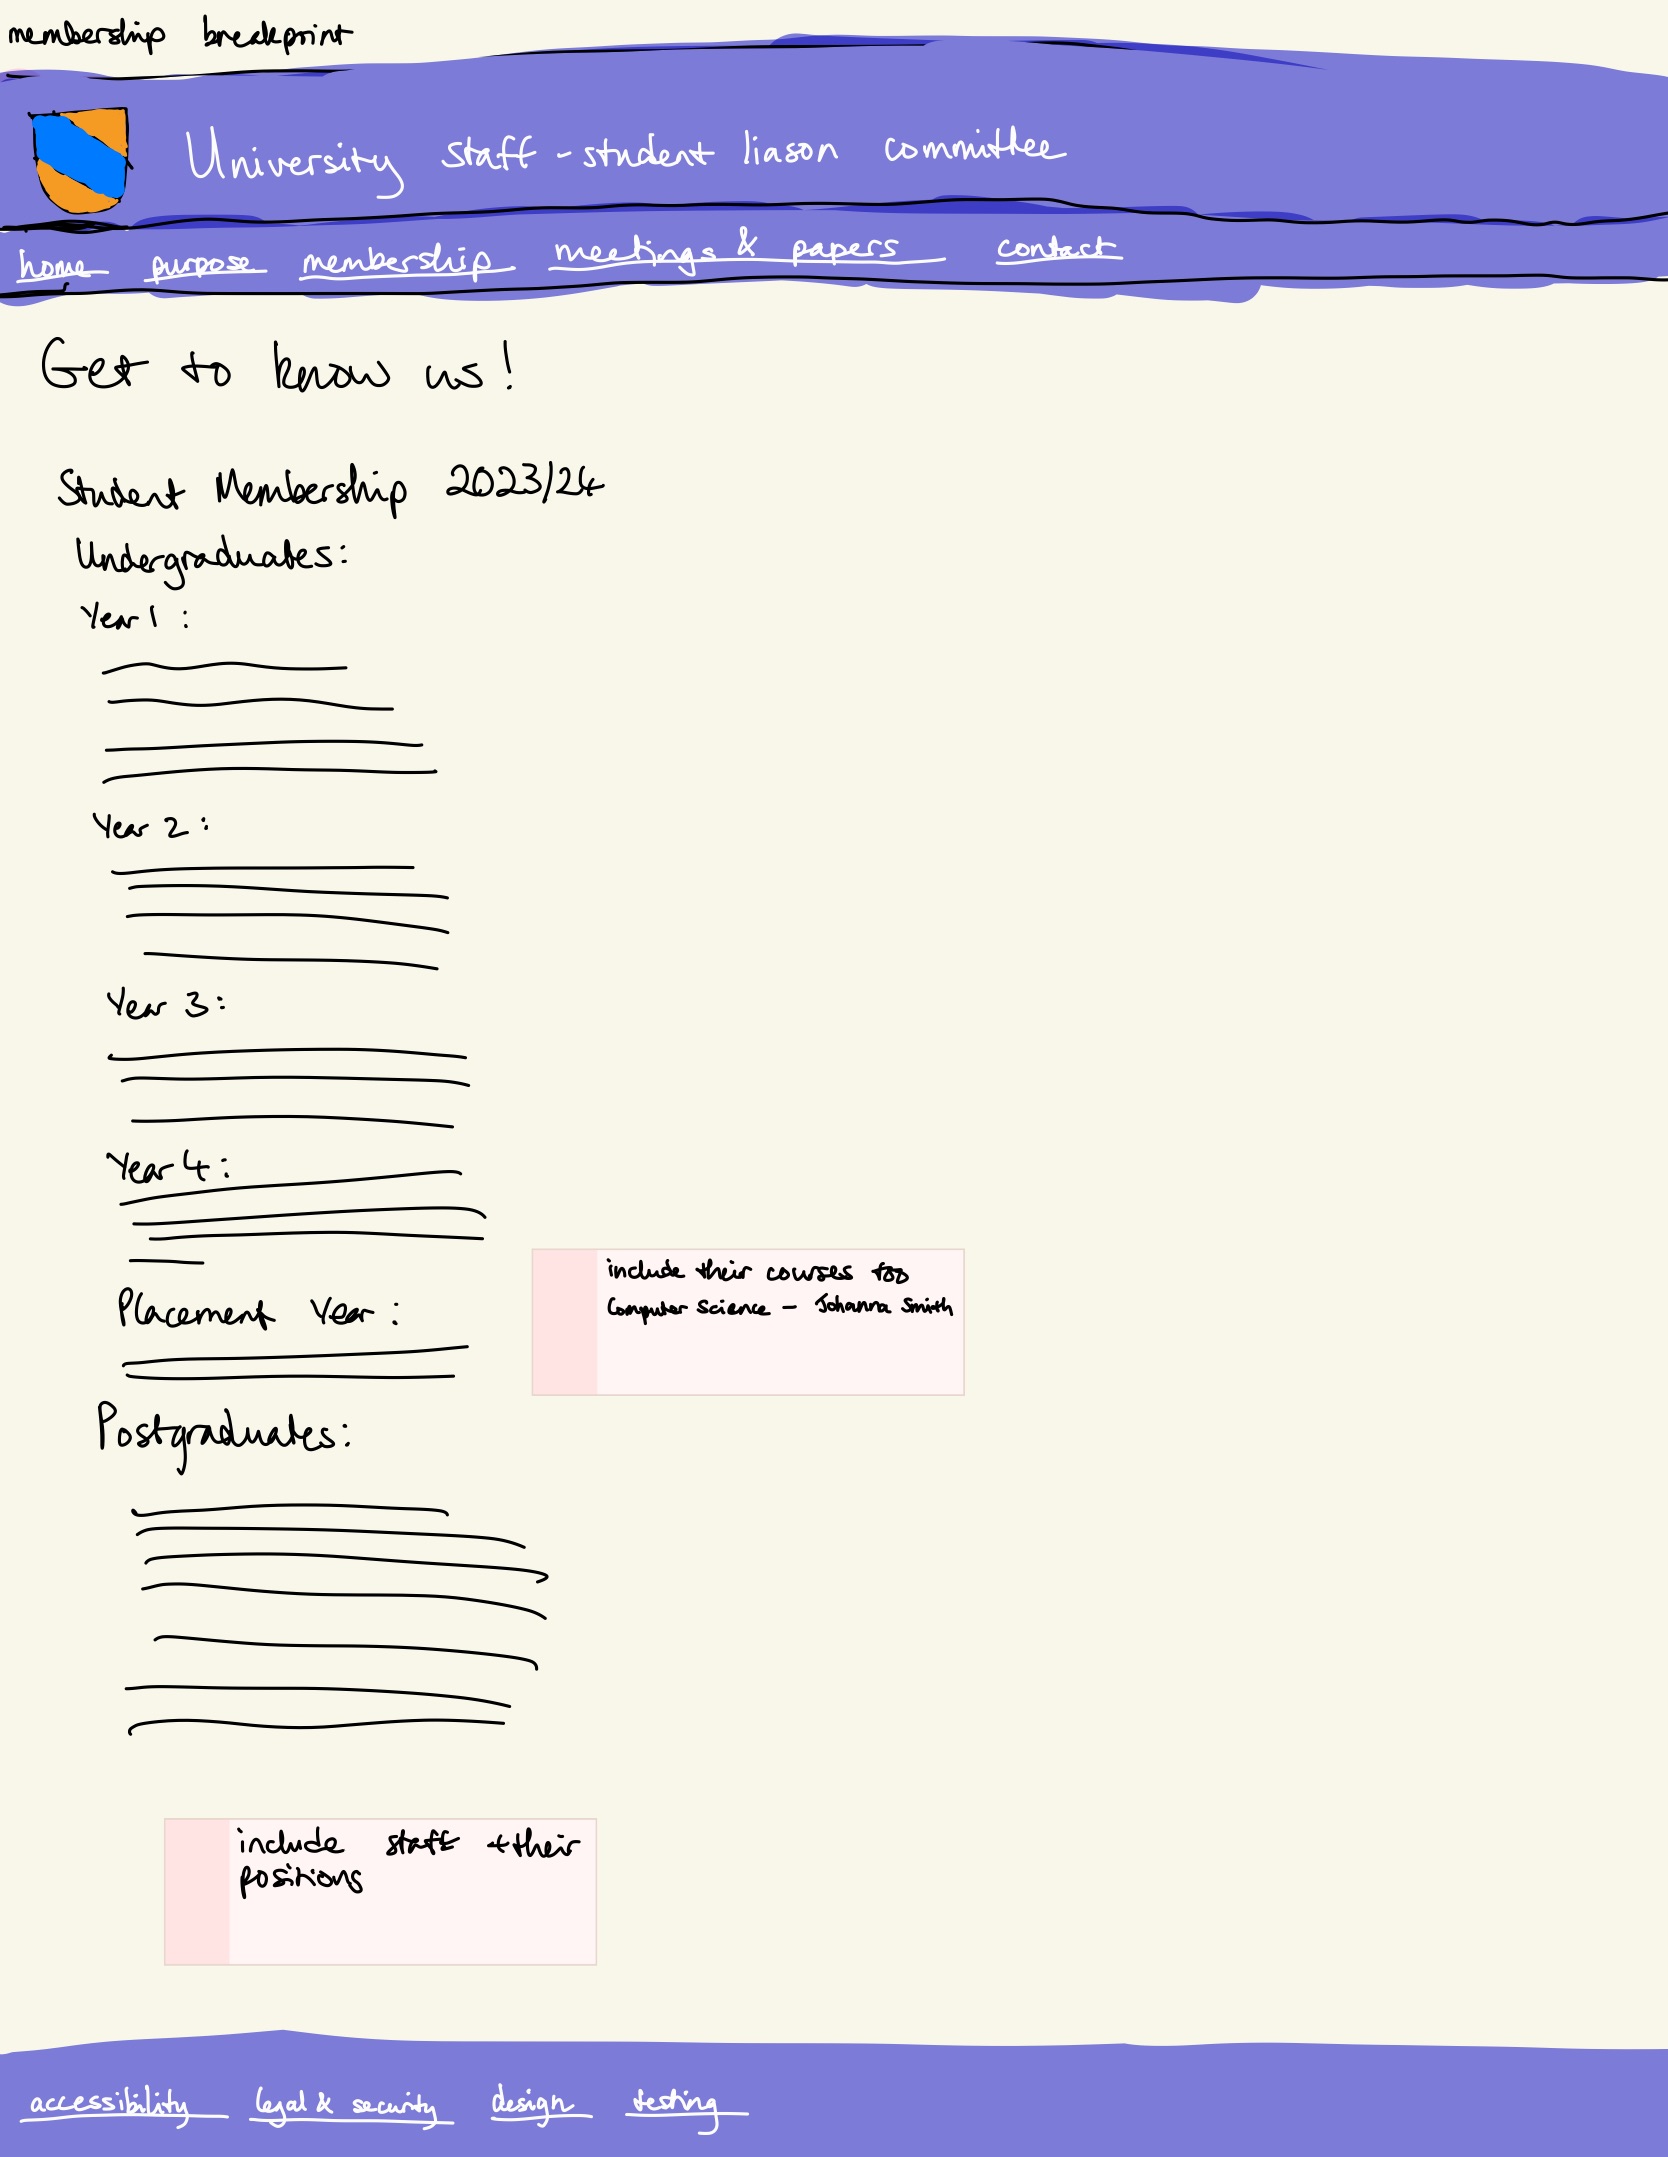 membership breakpoint
University staff-student liason committee
home purpose membership meetings & papers contact
Get to know us!
Student Membership 2023/24
Undergraduates:
Year 1 :
Year 2 :
Year 3 :
Year 4 :
include their courses too
Computer Science - Johanna Smith
Placement Year :
Postgraduates:
include staff + their
positions
accessibility legal & security design testing